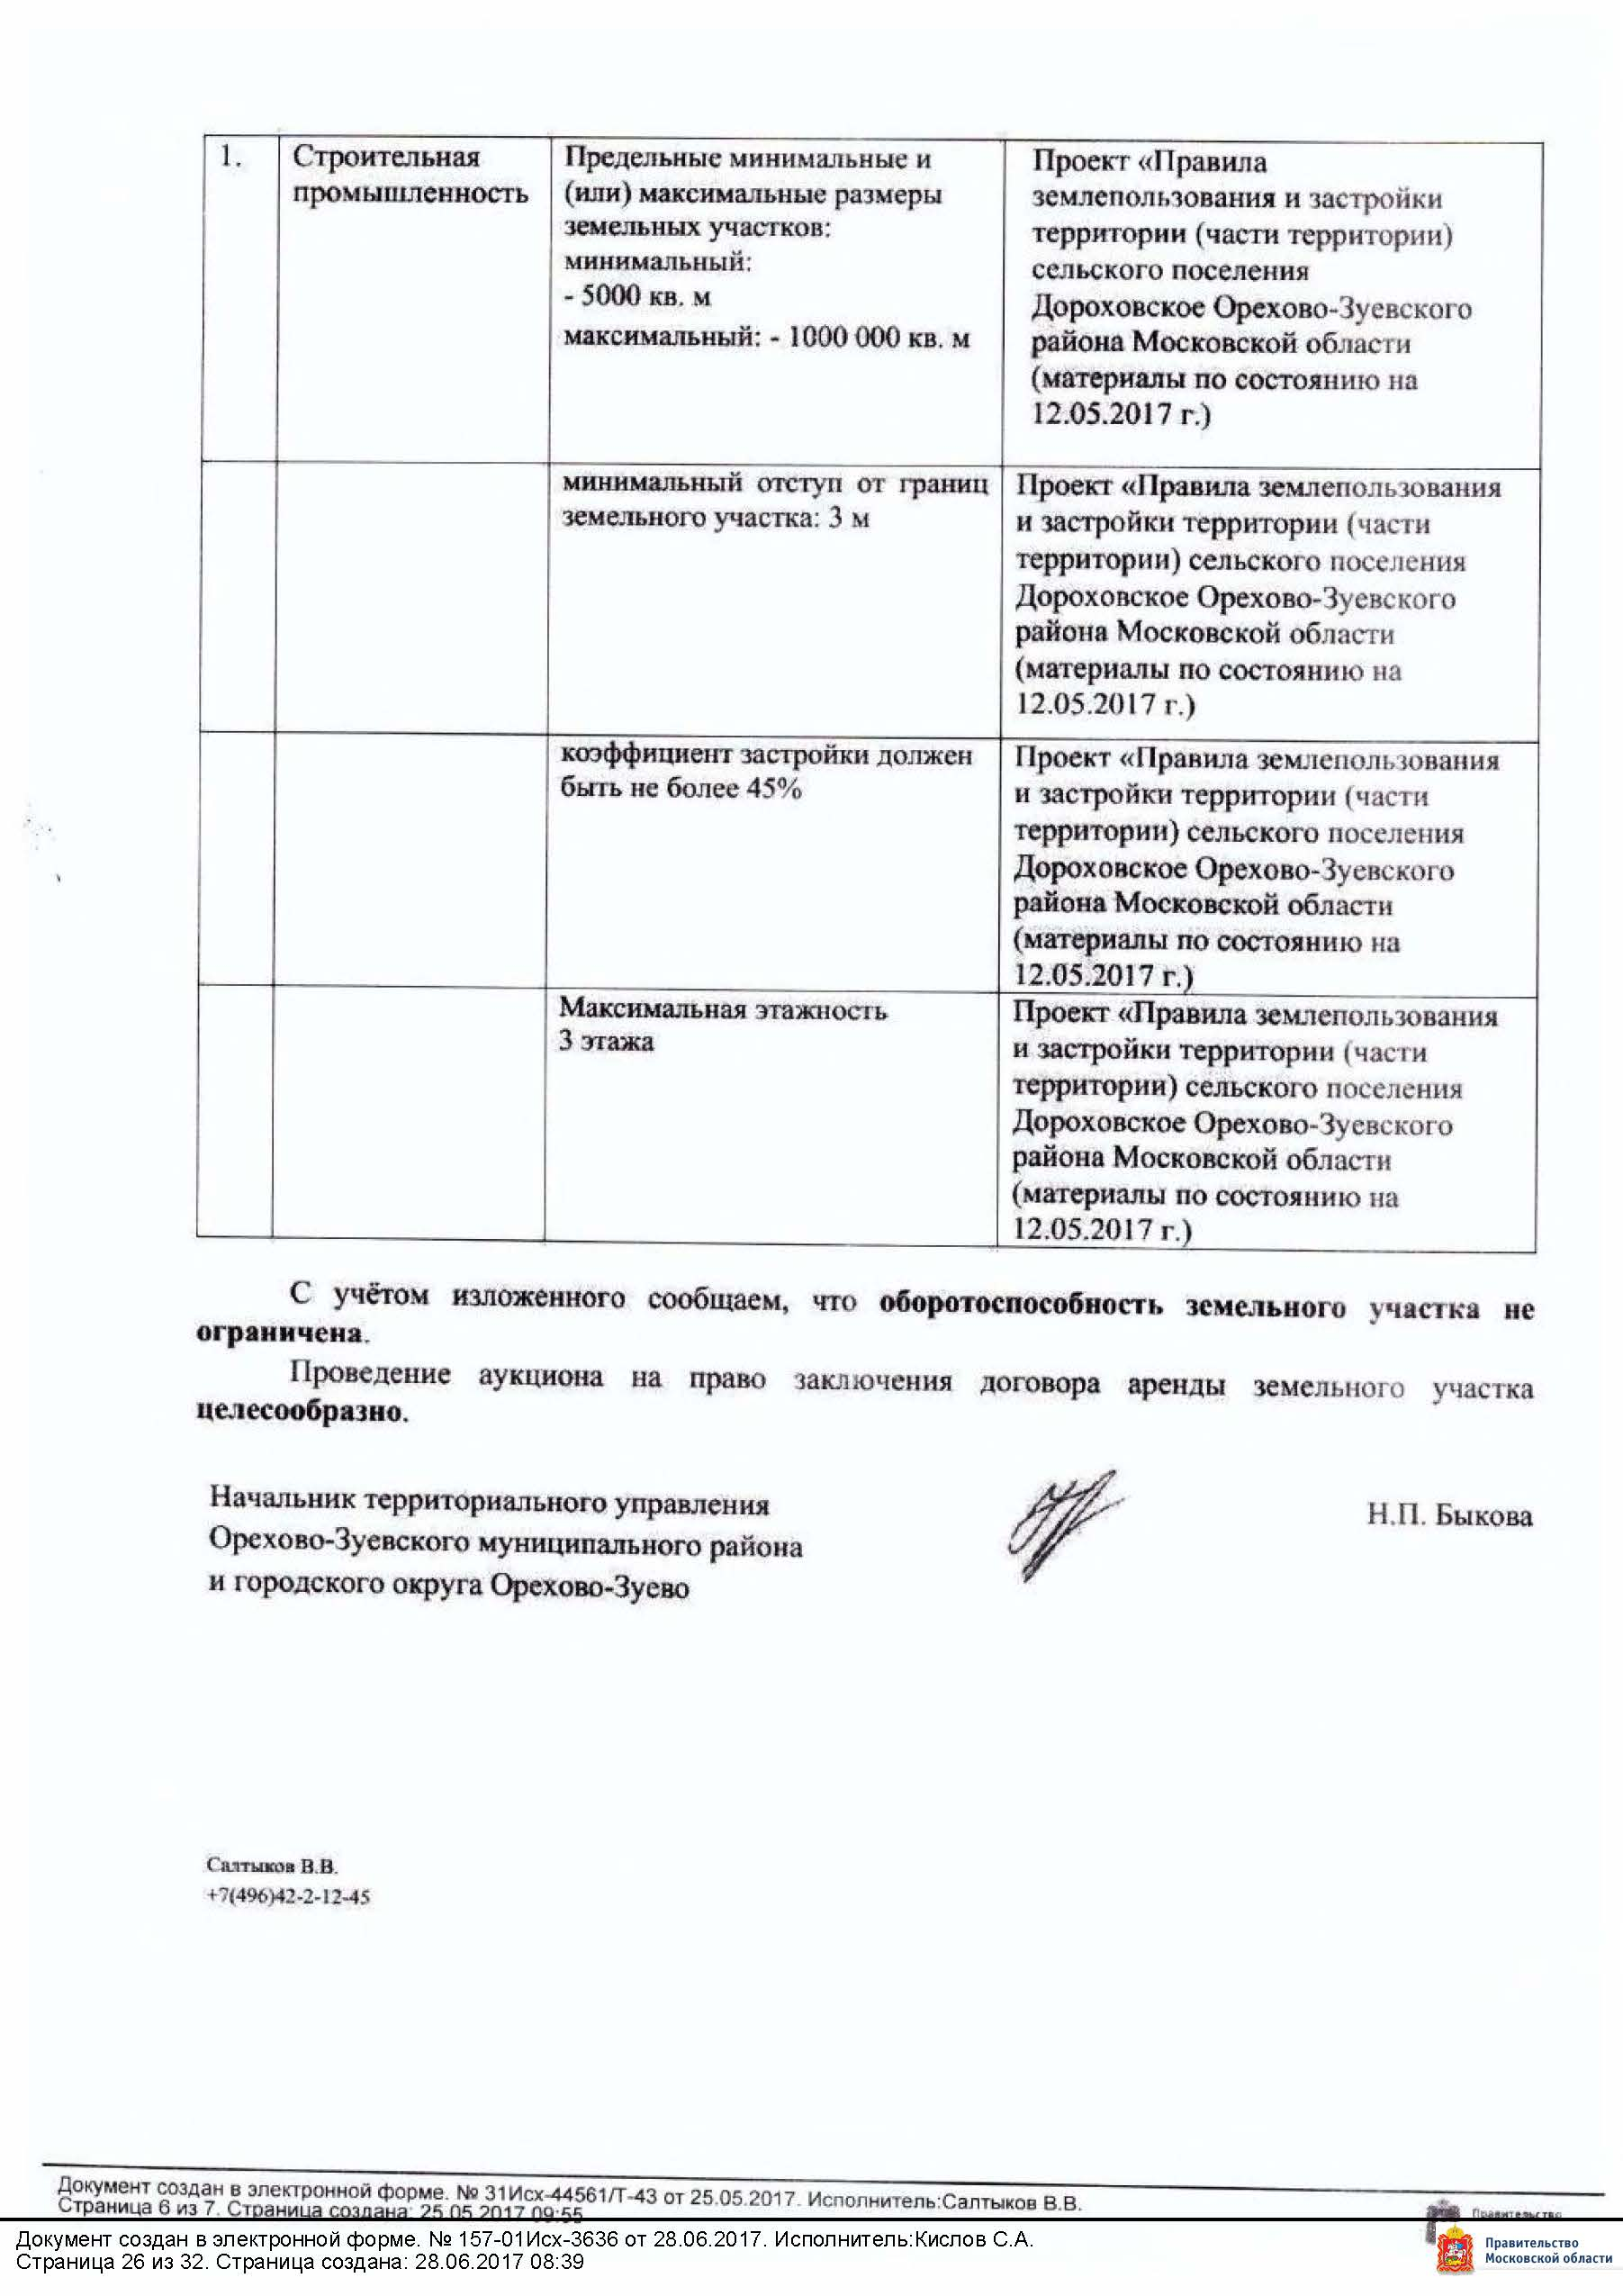 1.
Строительная
промышленность
Предельные минимальные и
(или) максимальные размеры
земельных участков:
минимальный:
- 5000 кв. м
максимальный: - 1000 000 кв. м
Проект «Правила
землепользования и застройки
территории (части территории)
сельского поселения
Дороховское Орехово-Зуевского
района Московской области
(материалы по состоянию на
12.05.2017 г.)
минимальный отступ от границ
земельного участка: 3 м
Проект «Правила землепользования
и застройки территории (части
территории) сельского поселения
Дороховское Орехово-Зуевского
района Московской области
(материалы по состоянию на
12.05.2017 г.)
коэффициент застройки должен
быть не более 45%
Проект «Правила землепользования
и застройки территории (части
территории) сельского поселения
Дороховское Орехово-Зуевского
района Московской области
(материалы по состоянию на
12.05.2017 г.)
Максимальная этажность
3 этажа
Проект «Правила землепользования
и застройки территории (части
территории) сельского поселения
Дороховское Орехово-Зуевского
района Московской области
(материалы по состоянию на
12.05.2017 г.)
С учётом изложенного сообщаем, что оборотоспособность земельного участка не
ограничена.
Проведение аукциона на право заключения договора аренды земельного участка
целесообразно.
Начальник территориального управления
Орехово-Зуевского муниципального района
и городского округа Орехово-Зуево
Н.П. Быкова
Салтыков В.В.
+7(496)42-2-12-45
Документ создан в электронной форме. № 31Исх-44561/Т-43 от 25.05.2017. Исполнитель:Салтыков В.В.
Страница 6 из 7. Страница создана: 25.05.2017 09:55
Правительство
Документ создан в электронной форме. № 157-01Исх-3636 от 28.06.2017. Исполнитель:Кислов С.А.
Страница 26 из 32. Страница создана: 28.06.2017 08:39
Правительство
Московской области